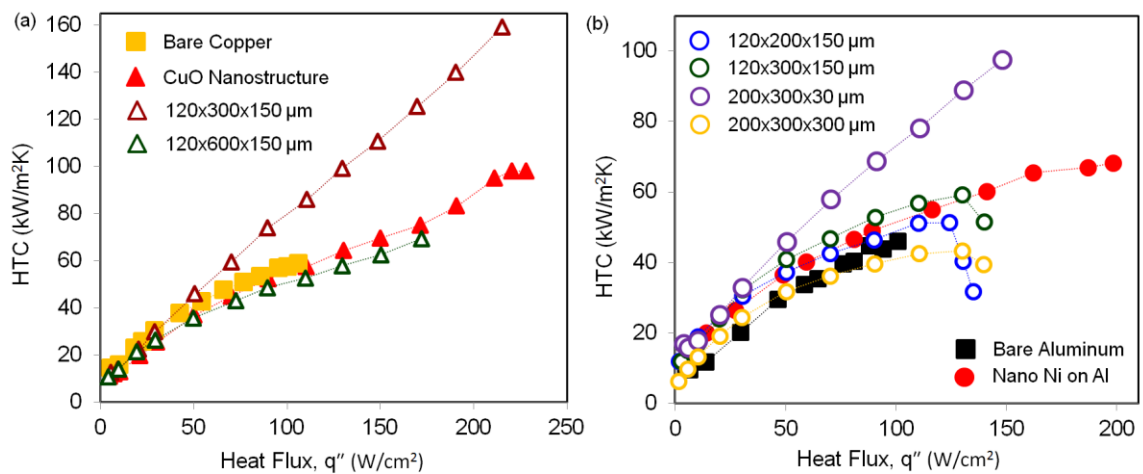 (a)
HTC (kW/m²K)
160
140
120
100
80
60
40
20
0
0 50 100 150 200 250
Heat Flux, q″ (W/cm²)
Bare Copper
CuO Nanostructure
120x300x150 µm
120x600x150 µm
(b)
HTC (kW/m²K)
100
80
60
40
20
0
0 50 100 150 200
Heat Flux, q″ (W/cm²)
120x200x150 µm
120x300x150 µm
200x300x30 µm
200x300x300 µm
Bare Aluminum
Nano Ni on Al